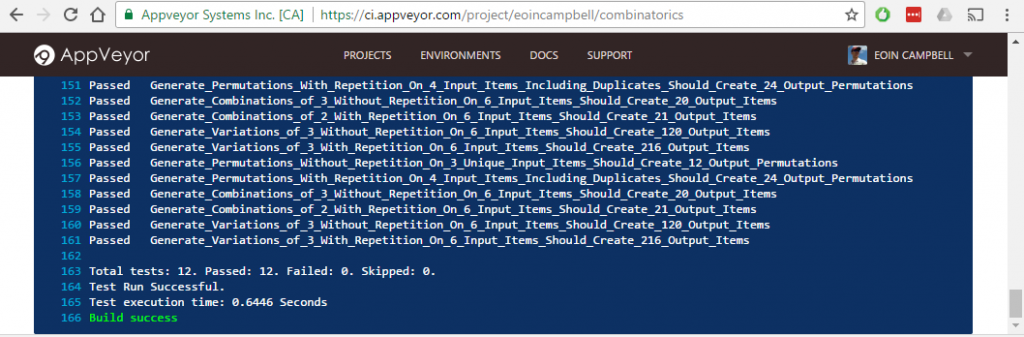 Appveyor Systems Inc. [CA] | https://ci.appveyor.com/project/eoincampbell/combinatorics
AppVeyor PROJECTS ENVIRONMENTS DOCS SUPPORT EOIN CAMPBELL
151 Passed Generate_Permutations_With_Repetition_On_4_Input_Items_Including_Duplicates_Should_Create_24_Output_Permutations
152 Passed Generate_Combinations_of_3_Without_Repetition_On_6_Input_Items_Should_Create_20_Output_Items
153 Passed Generate_Combinations_of_2_With_Repetition_On_6_Input_Items_Should_Create_21_Output_Items
154 Passed Generate_Variations_of_3_Without_Repetition_On_6_Input_Items_Should_Create_120_Output_Items
155 Passed Generate_Variations_of_3_With_Repetition_On_6_Input_Items_Should_Create_216_Output_Items
156 Passed Generate_Permutations_Without_Repetition_On_3_Unique_Input_Items_Should_Create_12_Output_Permutations
157 Passed Generate_Permutations_With_Repetition_On_4_Input_Items_Including_Duplicates_Should_Create_24_Output_Permutations
158 Passed Generate_Combinations_of_3_Without_Repetition_On_6_Input_Items_Should_Create_20_Output_Items
159 Passed Generate_Combinations_of_2_With_Repetition_On_6_Input_Items_Should_Create_21_Output_Items
160 Passed Generate_Variations_of_3_Without_Repetition_On_6_Input_Items_Should_Create_120_Output_Items
161 Passed Generate_Variations_of_3_With_Repetition_On_6_Input_Items_Should_Create_216_Output_Items
162
163 Total tests: 12. Passed: 12. Failed: 0. Skipped: 0.
164 Test Run Successful.
165 Test execution time: 0.6446 Seconds
166 Build success